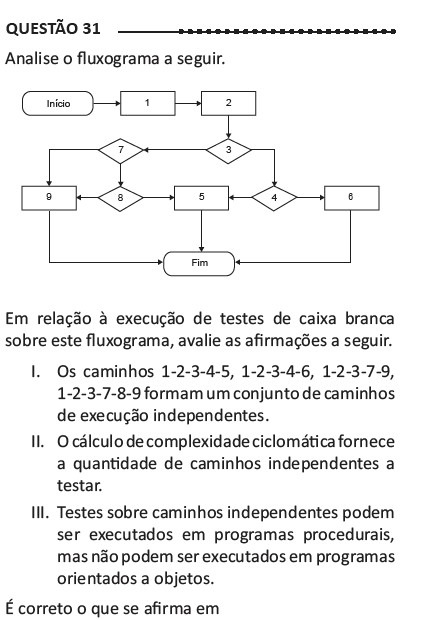 QUESTÃO 31
Analise o fluxograma a seguir.
Início
1
2
7
3
9
8
5
4
6
Fim
Em relação à execução de testes de caixa branca
sobre este fluxograma, avalie as afirmações a seguir.
I. Os caminhos 1-2-3-4-5, 1-2-3-4-6, 1-2-3-7-9,
1-2-3-7-8-9 formam um conjunto de caminhos
de execução independentes.
II. O cálculo de complexidade ciclomática fornece
a quantidade de caminhos independentes a
testar.
III. Testes sobre caminhos independentes podem
ser executados em programas procedurais,
mas não podem ser executados em programas
orientados a objetos.
É correto o que se afirma em